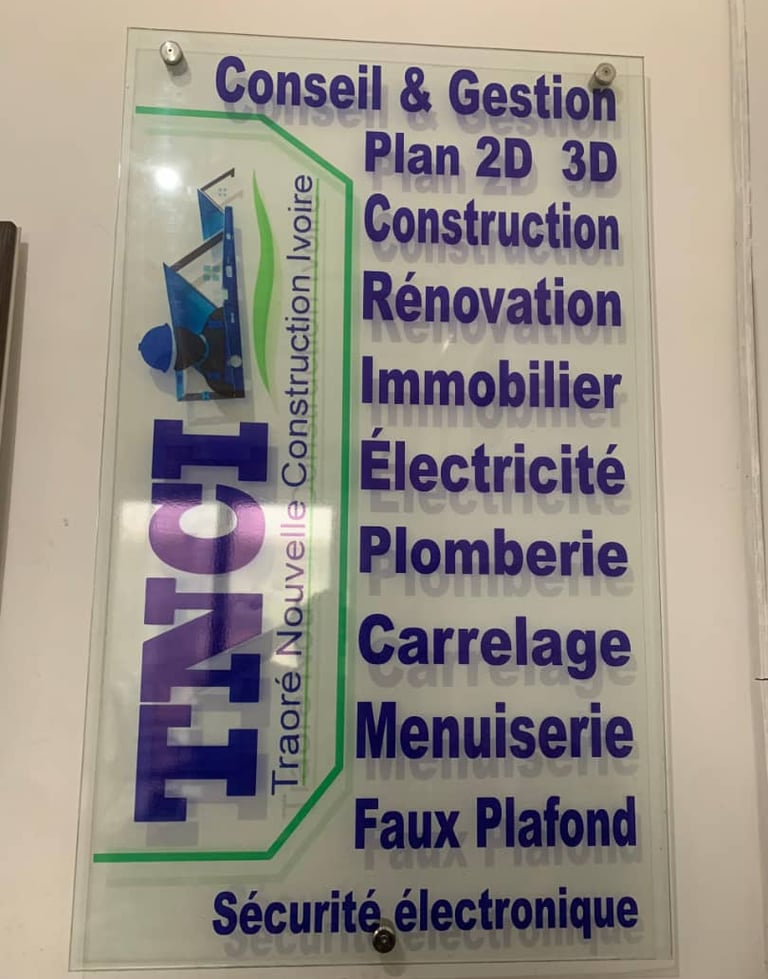 Conseil & Gestion
Plan 2D 3D
Construction
Rénovation
Immobilier
Électricité
Plomberie
Carrelage
Menuiserie
Faux Plafond
Sécurité électronique
TNCI
Traoré Nouvelle Construction Ivoire